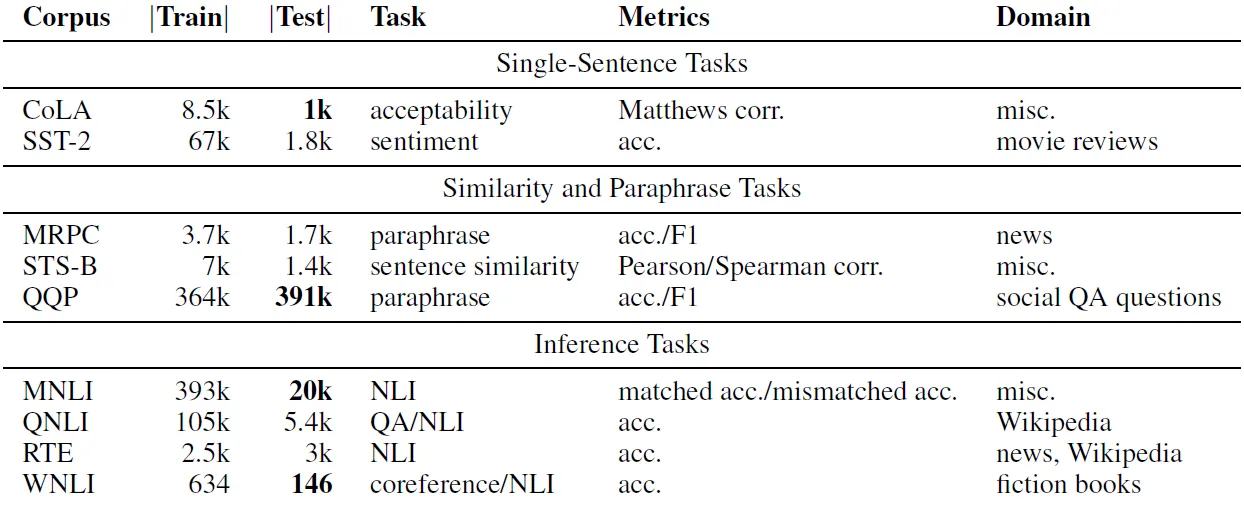 Corpus |Train| |Test| Task Metrics Domain
Single-Sentence Tasks
CoLA 8.5k 1k acceptability Matthews corr. misc.
SST-2 67k 1.8k sentiment acc. movie reviews
Similarity and Paraphrase Tasks
MRPC 3.7k 1.7k paraphrase acc./F1 news
STS-B 7k 1.4k sentence similarity Pearson/Spearman corr. misc.
QQP 364k 391k paraphrase acc./F1 social QA questions
Inference Tasks
MNLI 393k 20k NLI matched acc./mismatched acc. misc.
QNLI 105k 5.4k QA/NLI acc. Wikipedia
RTE 2.5k 3k NLI acc. news, Wikipedia
WNLI 634 146 coreference/NLI acc. fiction books